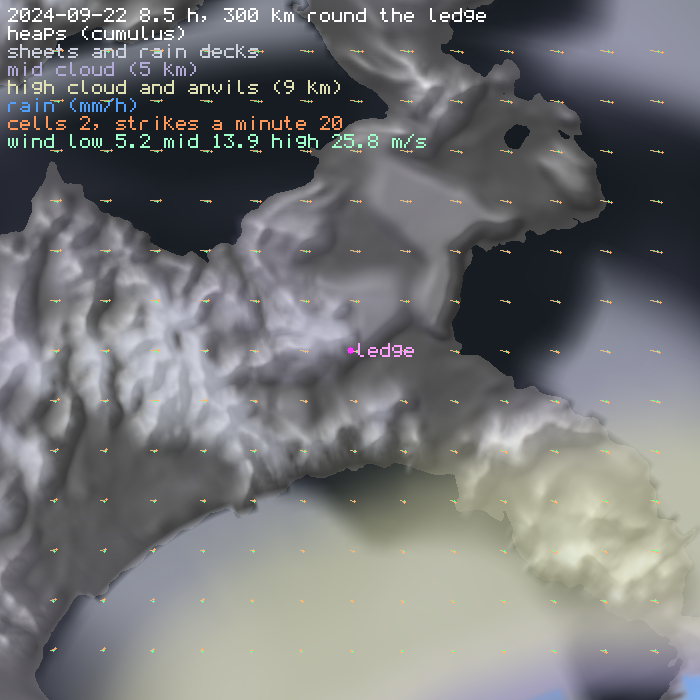 2024-09-22 8.5 h, 300 km round the ledge
heaPs (cumulus)
sheets and rain decks
mid cloud (5 km)
high cloud and anvils (9 km)
rain (mm/h)
cells 2, strikes a minute 20
wind low 5.2 mid 13.9 high 25.8 m/s
ledge